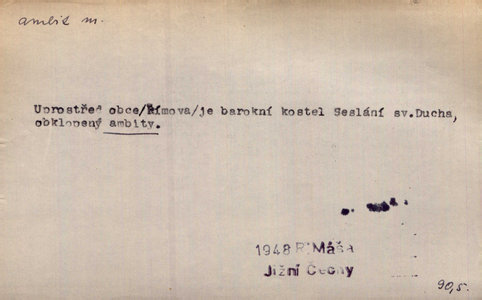 ambit m.
Uprostřed obce/Římova/je barokní kostel Seslání sv.Ducha,
obklopený ambity.
1948 R Máša
Jižní Čechy
90,5.